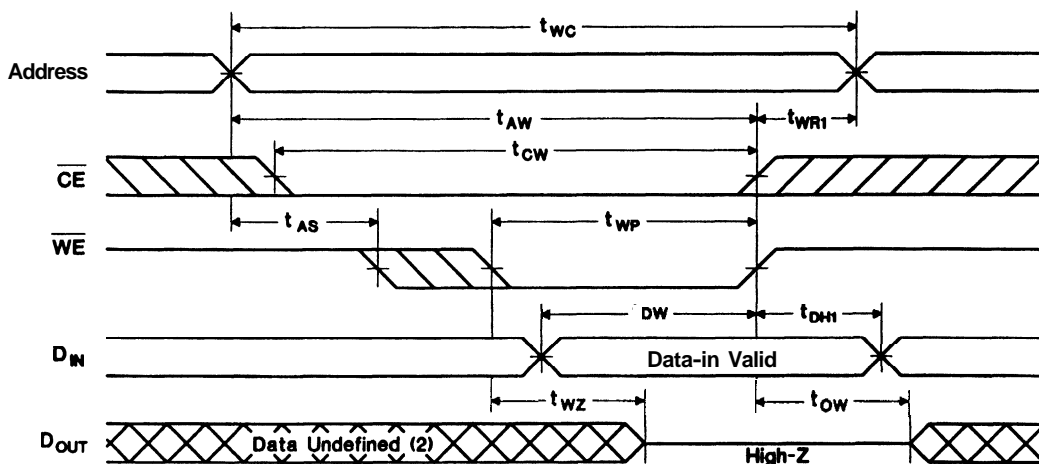 tWC
Address
tAW
tWR1
tCW
CE
tAS
tWP
WE
DW
tDH1
DIN
Data-in Valid
tWZ
tOW
DOUT
Data Undefined (2)
High-Z